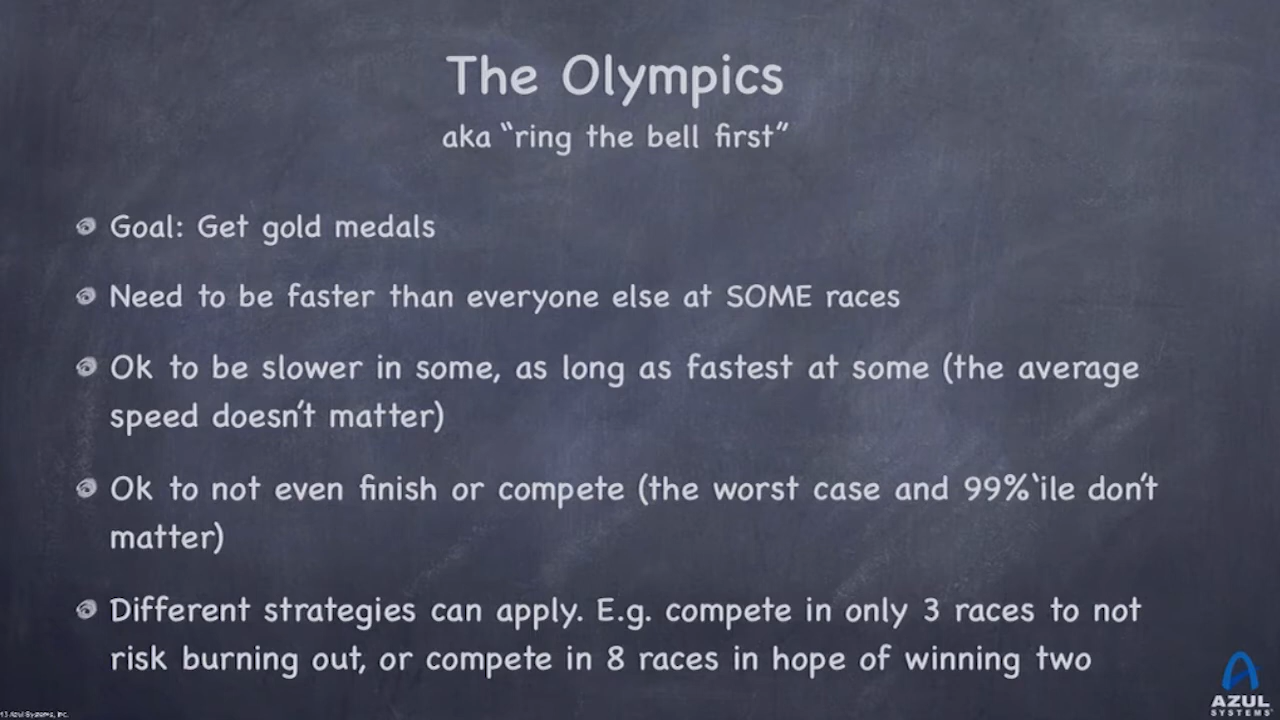 The Olympics
aka “ring the bell first”
Goal: Get gold medals
Need to be faster than everyone else at SOME races
Ok to be slower in some, as long as fastest at some (the average
speed doesn’t matter)
Ok to not even finish or compete (the worst case and 99%‘ile don’t
matter)
Different strategies can apply. E.g. compete in only 3 races to not
risk burning out, or compete in 8 races in hope of winning two
AZUL
SYSTEMS
13 Azul Systems, Inc.